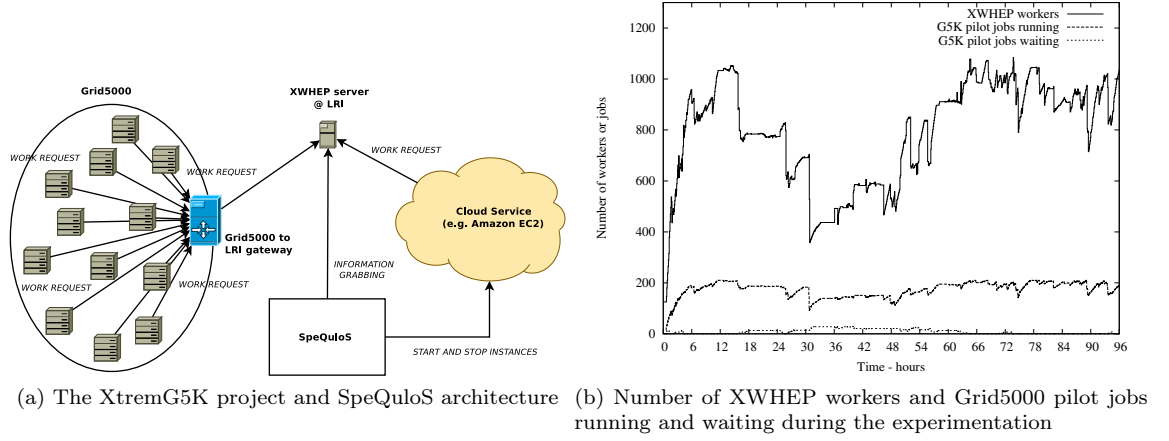 Grid5000
XWHEP server
@ LRI
WORK REQUEST
WORK REQUEST
WORK REQUEST
Cloud Service
(e.g. Amazon EC2)
Grid5000 to
LRI gateway
INFORMATION
GRABBING
WORK REQUEST
WORK REQUEST
SpeQuloS
START AND STOP INSTANCES
(a) The XtremG5K project and SpeQuloS architecture
XWHEP workers
G5K pilot jobs running
G5K pilot jobs waiting
Number of workers or jobs
1200
1000
800
600
400
200
0
0 6 12 18 24 30 36 42 48 54 60 66 72 78 84 90 96
Time - hours
(b) Number of XWHEP workers and Grid5000 pilot jobs
running and waiting during the experimentation